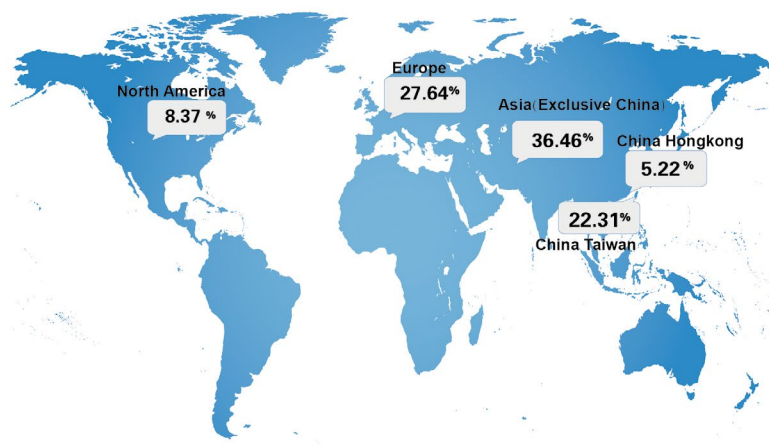 Europe
27.64%
North America
8.37 %
Asia(Exclusive China)
36.46%
China Hongkong
5.22 %
22.31%
China Taiwan